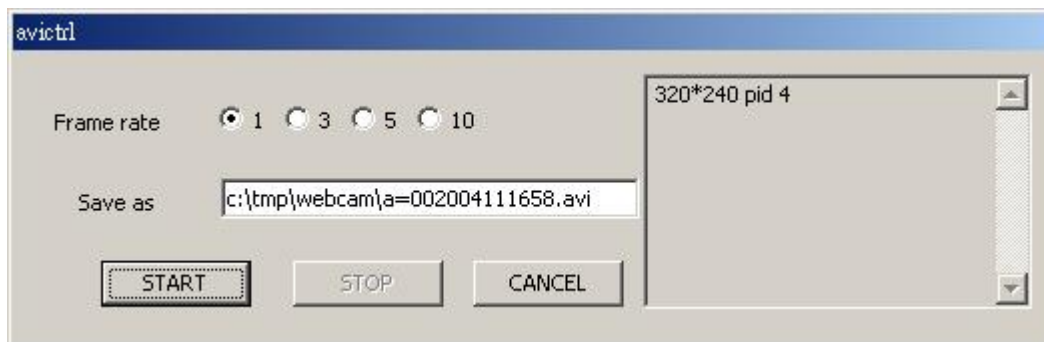 avictrl
Frame rate 1 3 5 10
Save as c:\tmp\webcam\a=002004111658.avi
START STOP CANCEL
320*240 pid 4